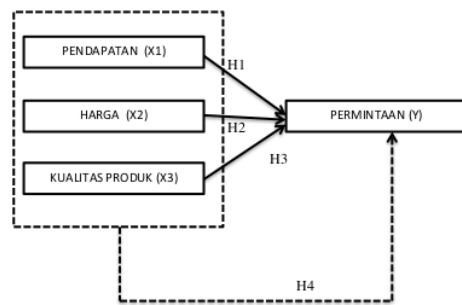 PENDAPATAN (X1)
H1
HARGA (X2)
PERMINTAAN (Y)
H2
H3
KUALITAS PRODUK (X3)
H4